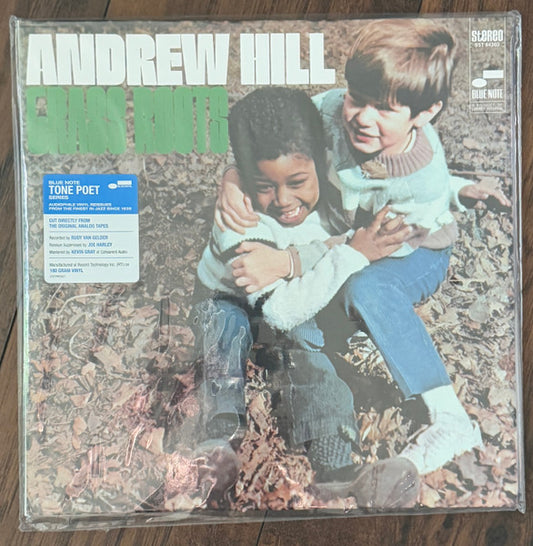 ANDREW HILL
GRASS ROOTS
STEREO
BST 84303
BLUE NOTE
BLUE NOTE
TONE POET
SERIES
AUDIOPHILE VINYL REISSUES
FROM THE FINEST IN JAZZ SINCE 1939
CUT DIRECTLY FROM
THE ORIGINAL ANALOG TAPES
Recorded by RUDY VAN GELDER
Reissue Supervised by JOE HARLEY
Mastered by KEVIN GRAY at Cohearent Audio
Manufactured at Record Technology Inc. (RTI) on
180 GRAM VINYL